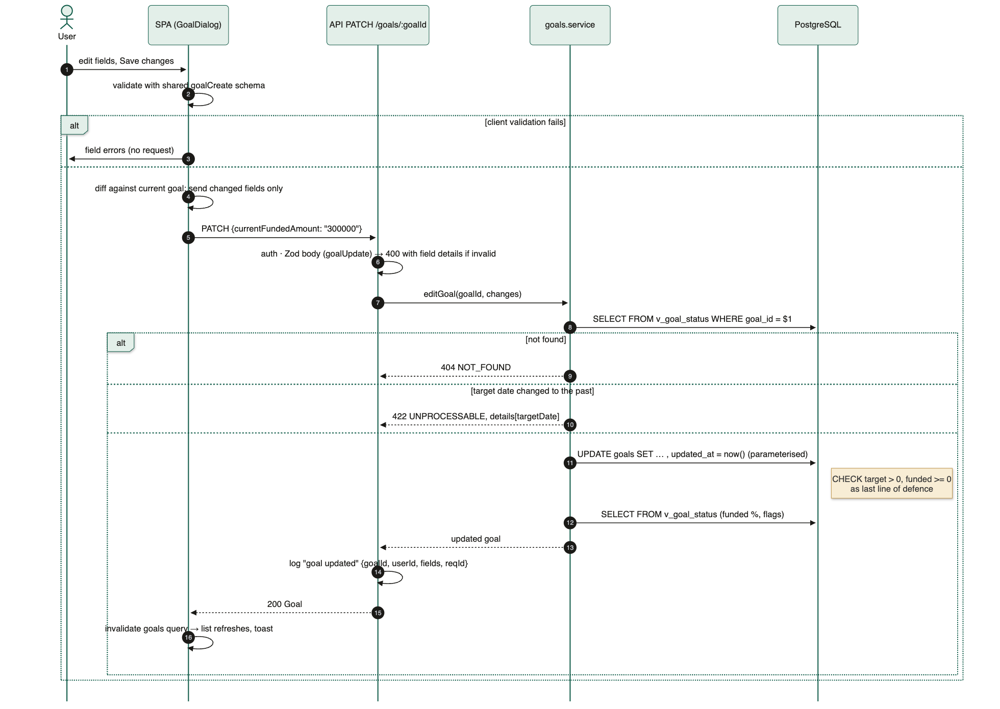 User
SPA (GoalDialog)
API PATCH /goals/:goalId
goals.service
PostgreSQL
edit fields, Save changes
1
validate with shared goalCreate schema
2
alt
[client validation fails]
field errors (no request)
3
diff against current goal; send changed fields only
4
PATCH {currentFundedAmount: "300000"}
5
auth · Zod body (goalUpdate) → 400 with field details if invalid
6
editGoal(goalId, changes)
7
SELECT FROM v_goal_status WHERE goal_id = $1
8
alt
[not found]
404 NOT_FOUND
9
[target date changed to the past]
422 UNPROCESSABLE, details[targetDate]
10
UPDATE goals SET … , updated_at = now() (parameterised)
11
CHECK target > 0, funded >= 0
as last line of defence
SELECT FROM v_goal_status (funded %, flags)
12
updated goal
13
log "goal updated" {goalId, userId, fields, reqId}
14
200 Goal
15
invalidate goals query → list refreshes, toast
16